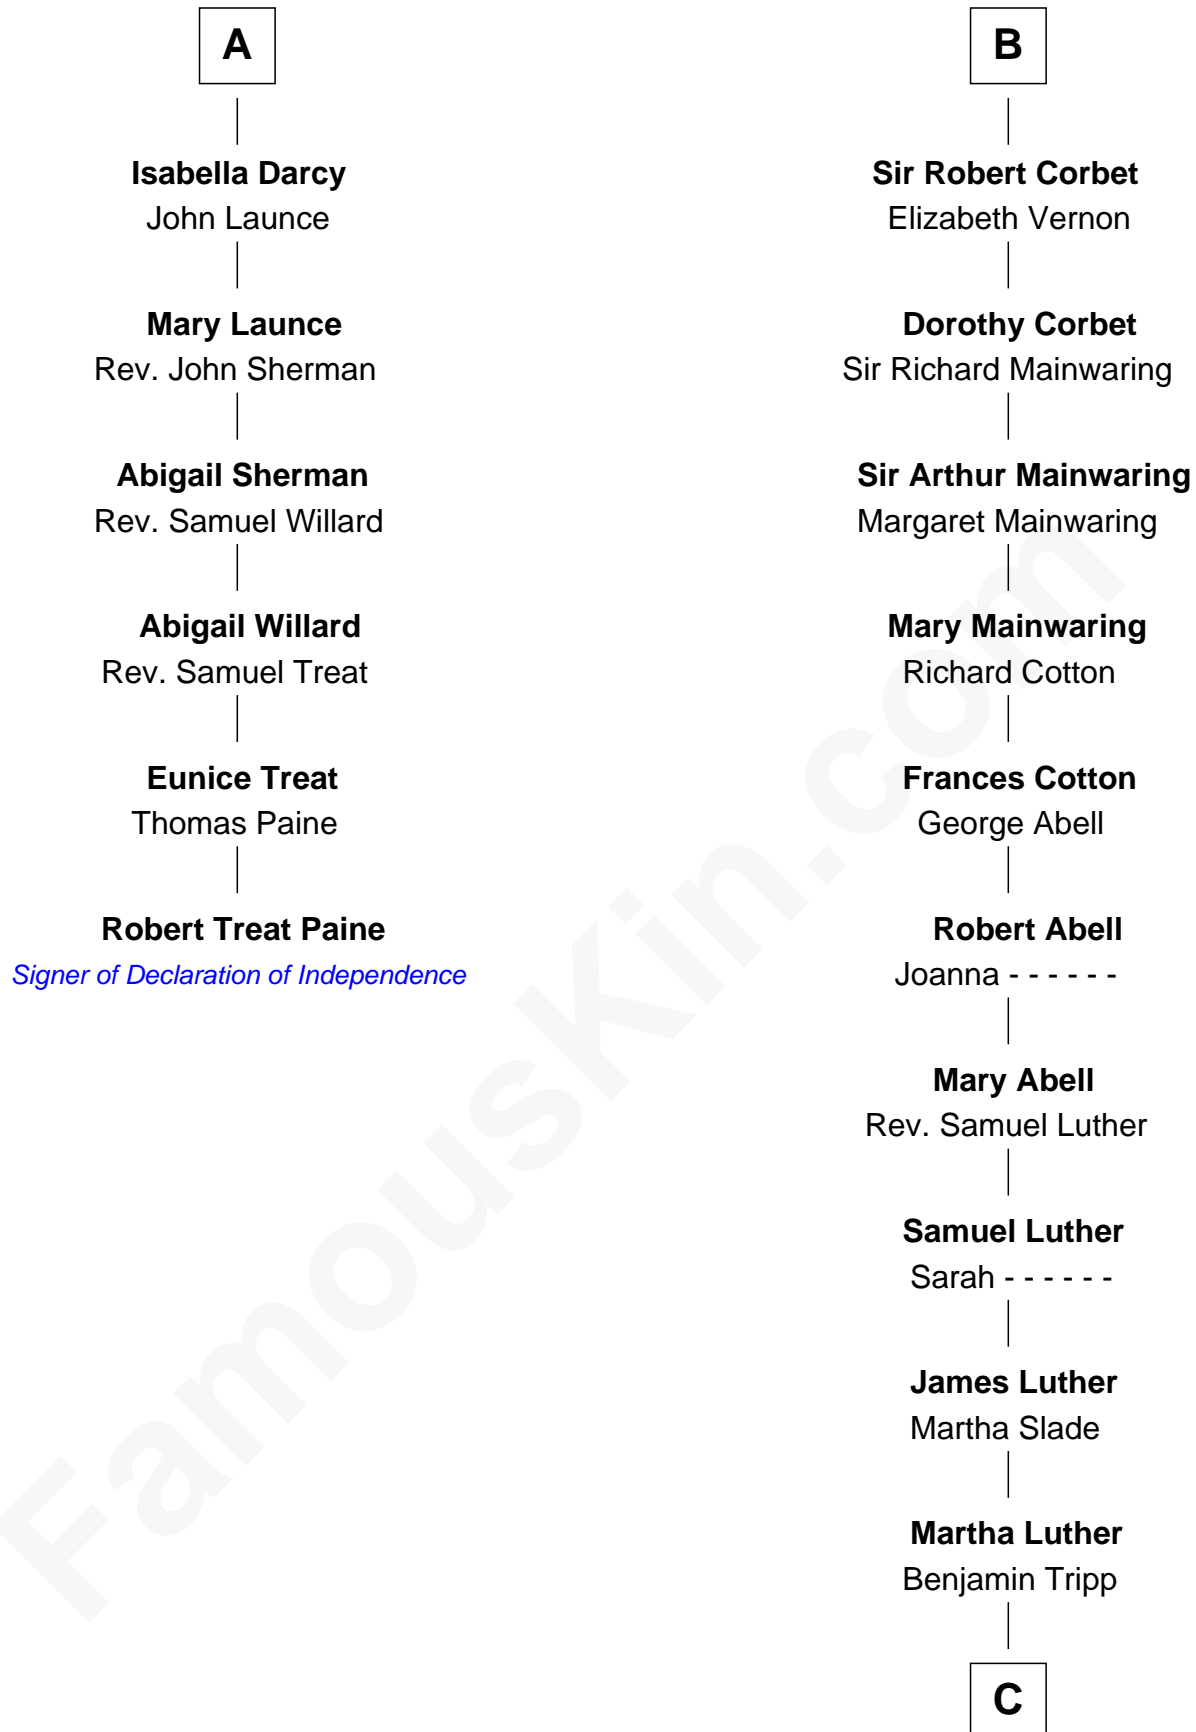 A
Isabella Darcy
John Launce
Mary Launce
Rev. John Sherman
Abigail Sherman
Rev. Samuel Willard
Abigail Willard
Rev. Samuel Treat
Eunice Treat
Thomas Paine
Robert Treat Paine
Signer of Declaration of Independence
B
Sir Robert Corbet
Elizabeth Vernon
Dorothy Corbet
Sir Richard Mainwaring
Sir Arthur Mainwaring
Margaret Mainwaring
Mary Mainwaring
Richard Cotton
Frances Cotton
George Abell
Robert Abell
Joanna - - - - - -
Mary Abell
Rev. Samuel Luther
Samuel Luther
Sarah - - - - - -
James Luther
Martha Slade
Martha Luther
Benjamin Tripp
C
FamousKin.com